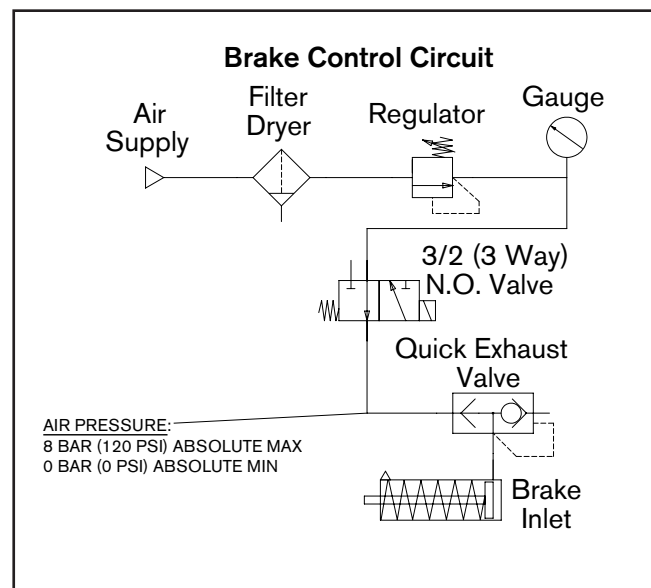 Brake Control Circuit
Air
Supply
Filter
Dryer
Regulator
Gauge
3/2 (3 Way)
N.O. Valve
Quick Exhaust
Valve
AIR PRESSURE:
8 BAR (120 PSI) ABSOLUTE MAX
0 BAR (0 PSI) ABSOLUTE MIN
Brake
Inlet